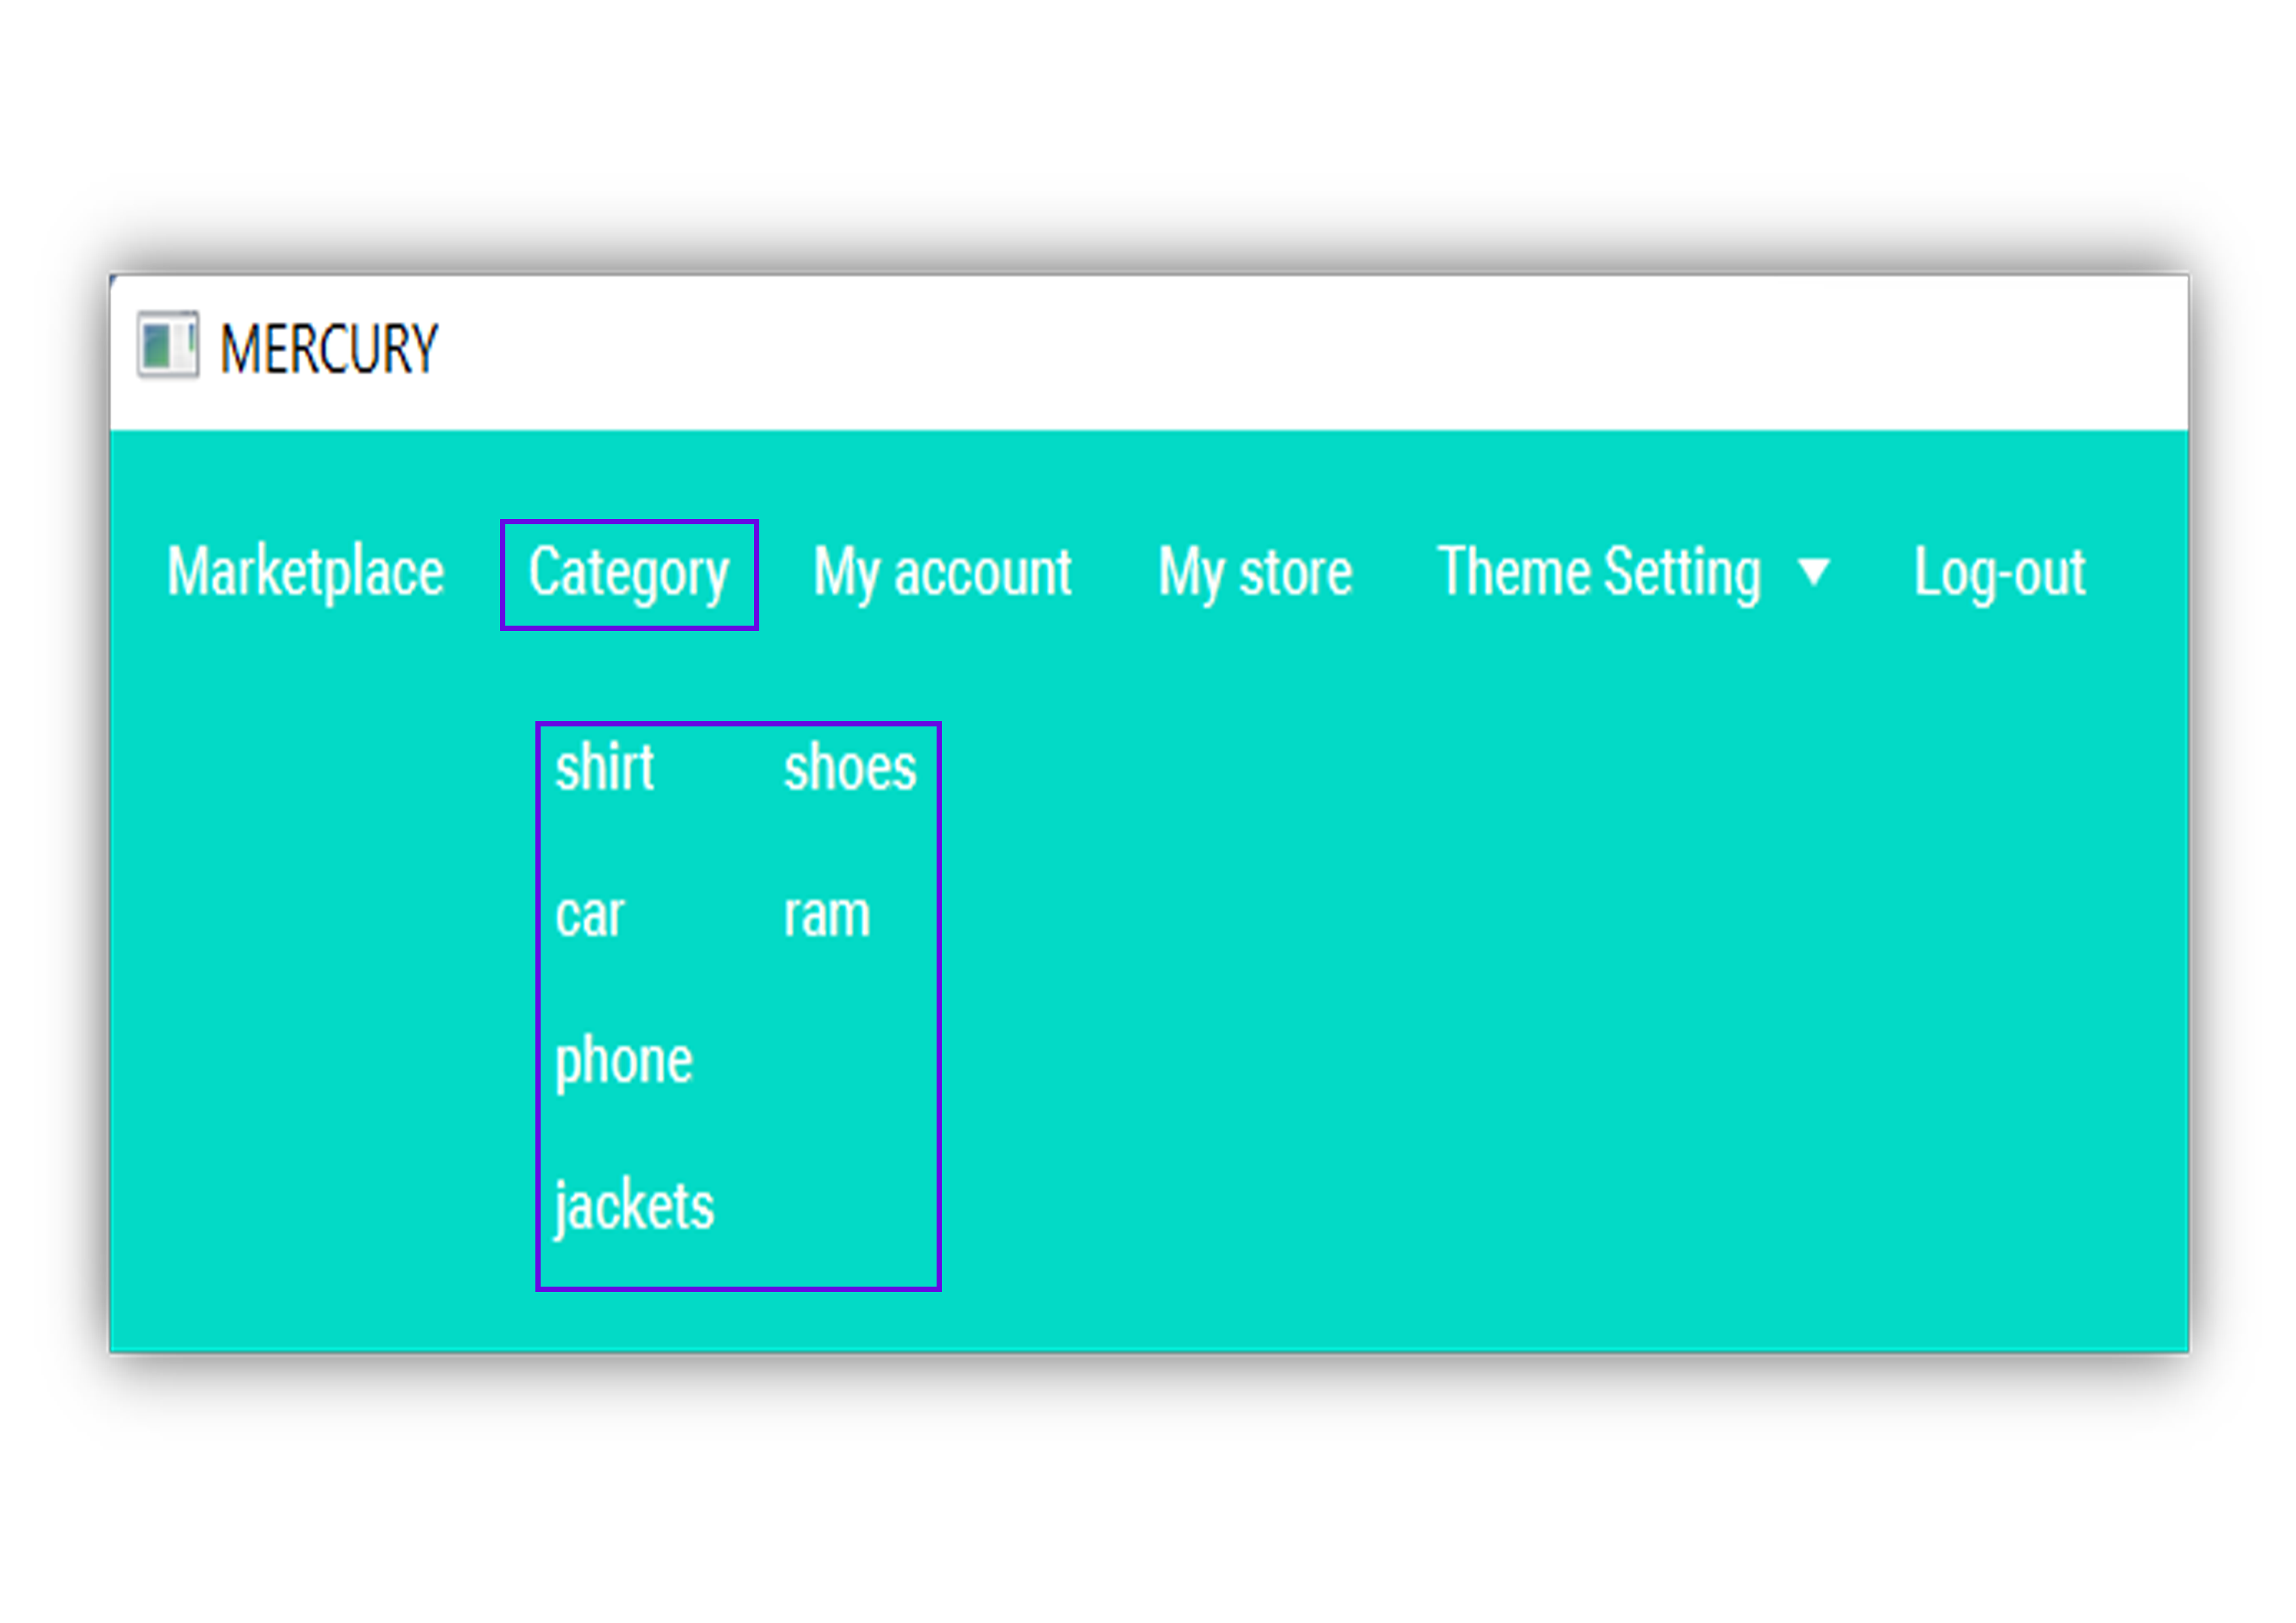 MERCURY
Marketplace Category My account My store Theme Setting Log-out
shirt shoes
car ram
phone
jackets